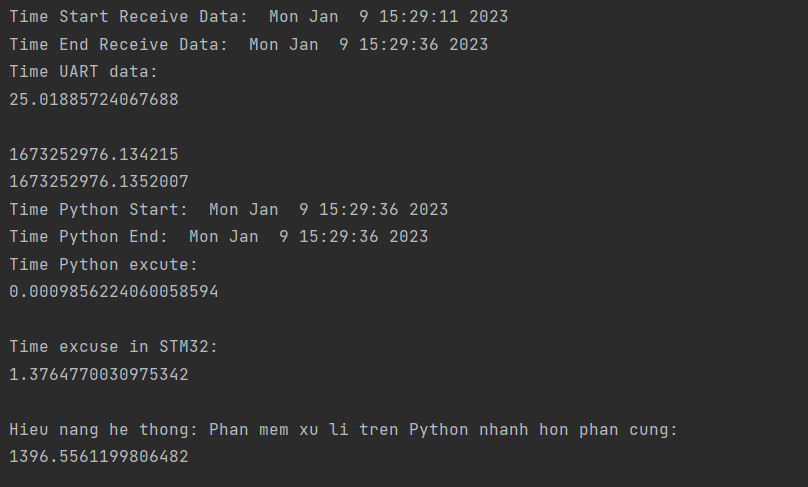 Time Start Receive Data:  Mon Jan  9 15:29:11 2023
Time End Receive Data:  Mon Jan  9 15:29:36 2023
Time UART data:
25.01885724067688
1673252976.134215
1673252976.1352007
Time Python Start:  Mon Jan  9 15:29:36 2023
Time Python End:  Mon Jan  9 15:29:36 2023
Time Python excute:
0.0009856224060058594
Time excuse in STM32:
1.3764770030975342
Hieu nang he thong: Phan mem xu li tren Python nhanh hon phan cung:
1396.5561199806482